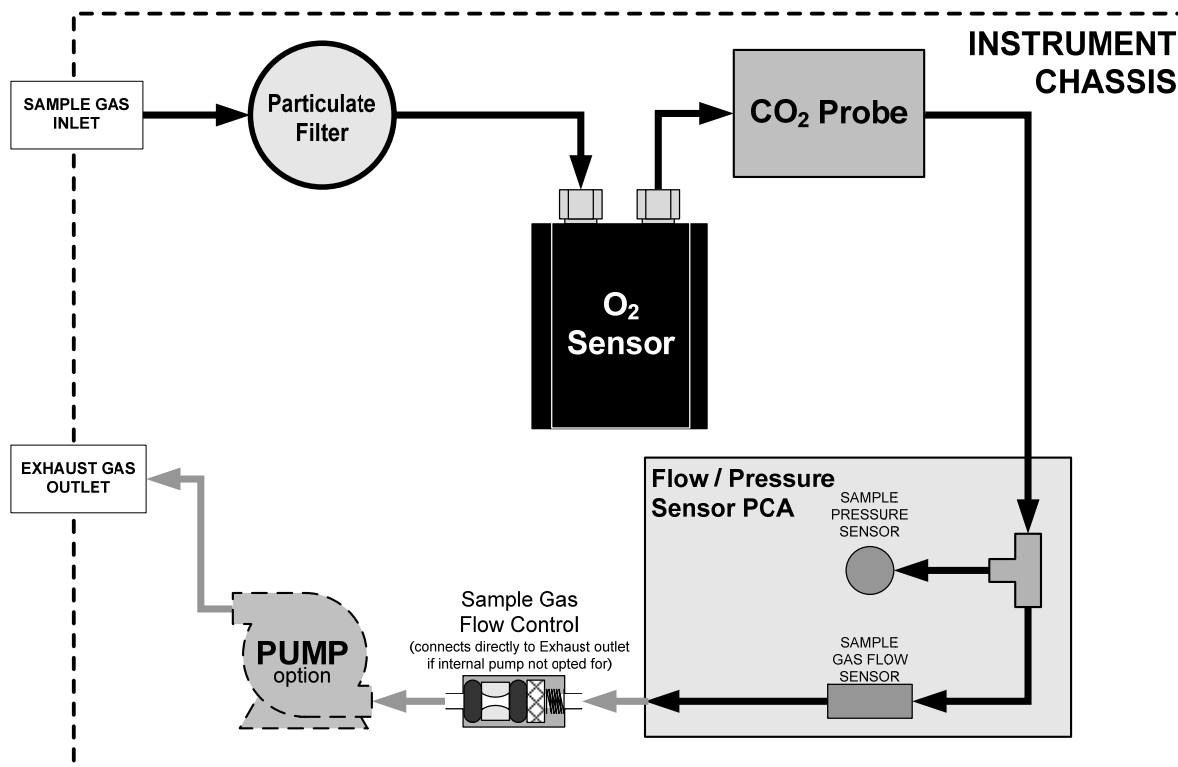 INSTRUMENT
CHASSIS
SAMPLE GAS
INLET
Particulate
Filter
CO₂ Probe
O₂
Sensor
EXHAUST GAS
OUTLET
Flow / Pressure
Sensor PCA
SAMPLE
PRESSURE
SENSOR
Sample Gas
Flow Control
(connects directly to Exhaust outlet
if internal pump not opted for)
PUMP
option
SAMPLE
GAS FLOW
SENSOR